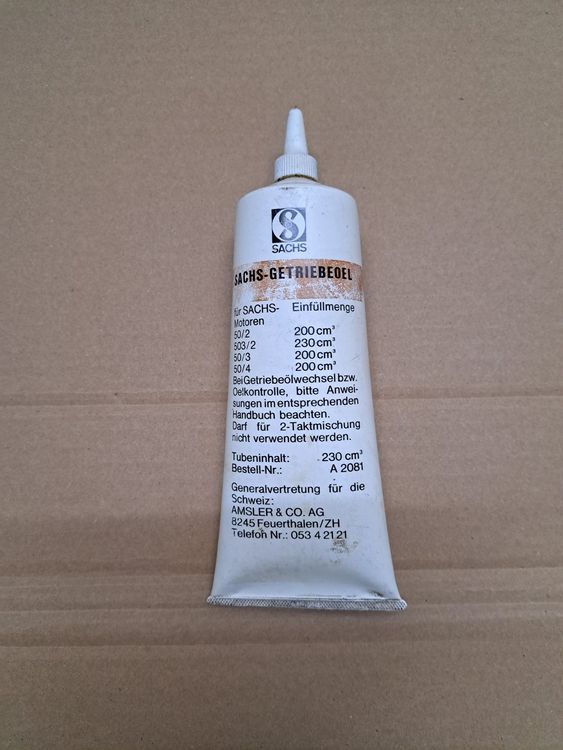 SACHS
SACHS-GETRIEBEOEL
für SACHS- Einfüllmenge
Motoren
50/2 200 cm³
503/2 230 cm³
50/3 200 cm³
50/4 200 cm³
Bei Getriebeölwechsel bzw.
Oelkontrolle, bitte Anwei-
sungen im entsprechenden
Handbuch beachten.
Darf für 2-Taktmischung
nicht verwendet werden.
Tubeninhalt: 230 cm³
Bestell-Nr.: A 2081
Generalvertretung für die
Schweiz:
AMSLER & CO. AG
8245 Feuerthalen/ZH
Telefon Nr.: 053 4 21 21